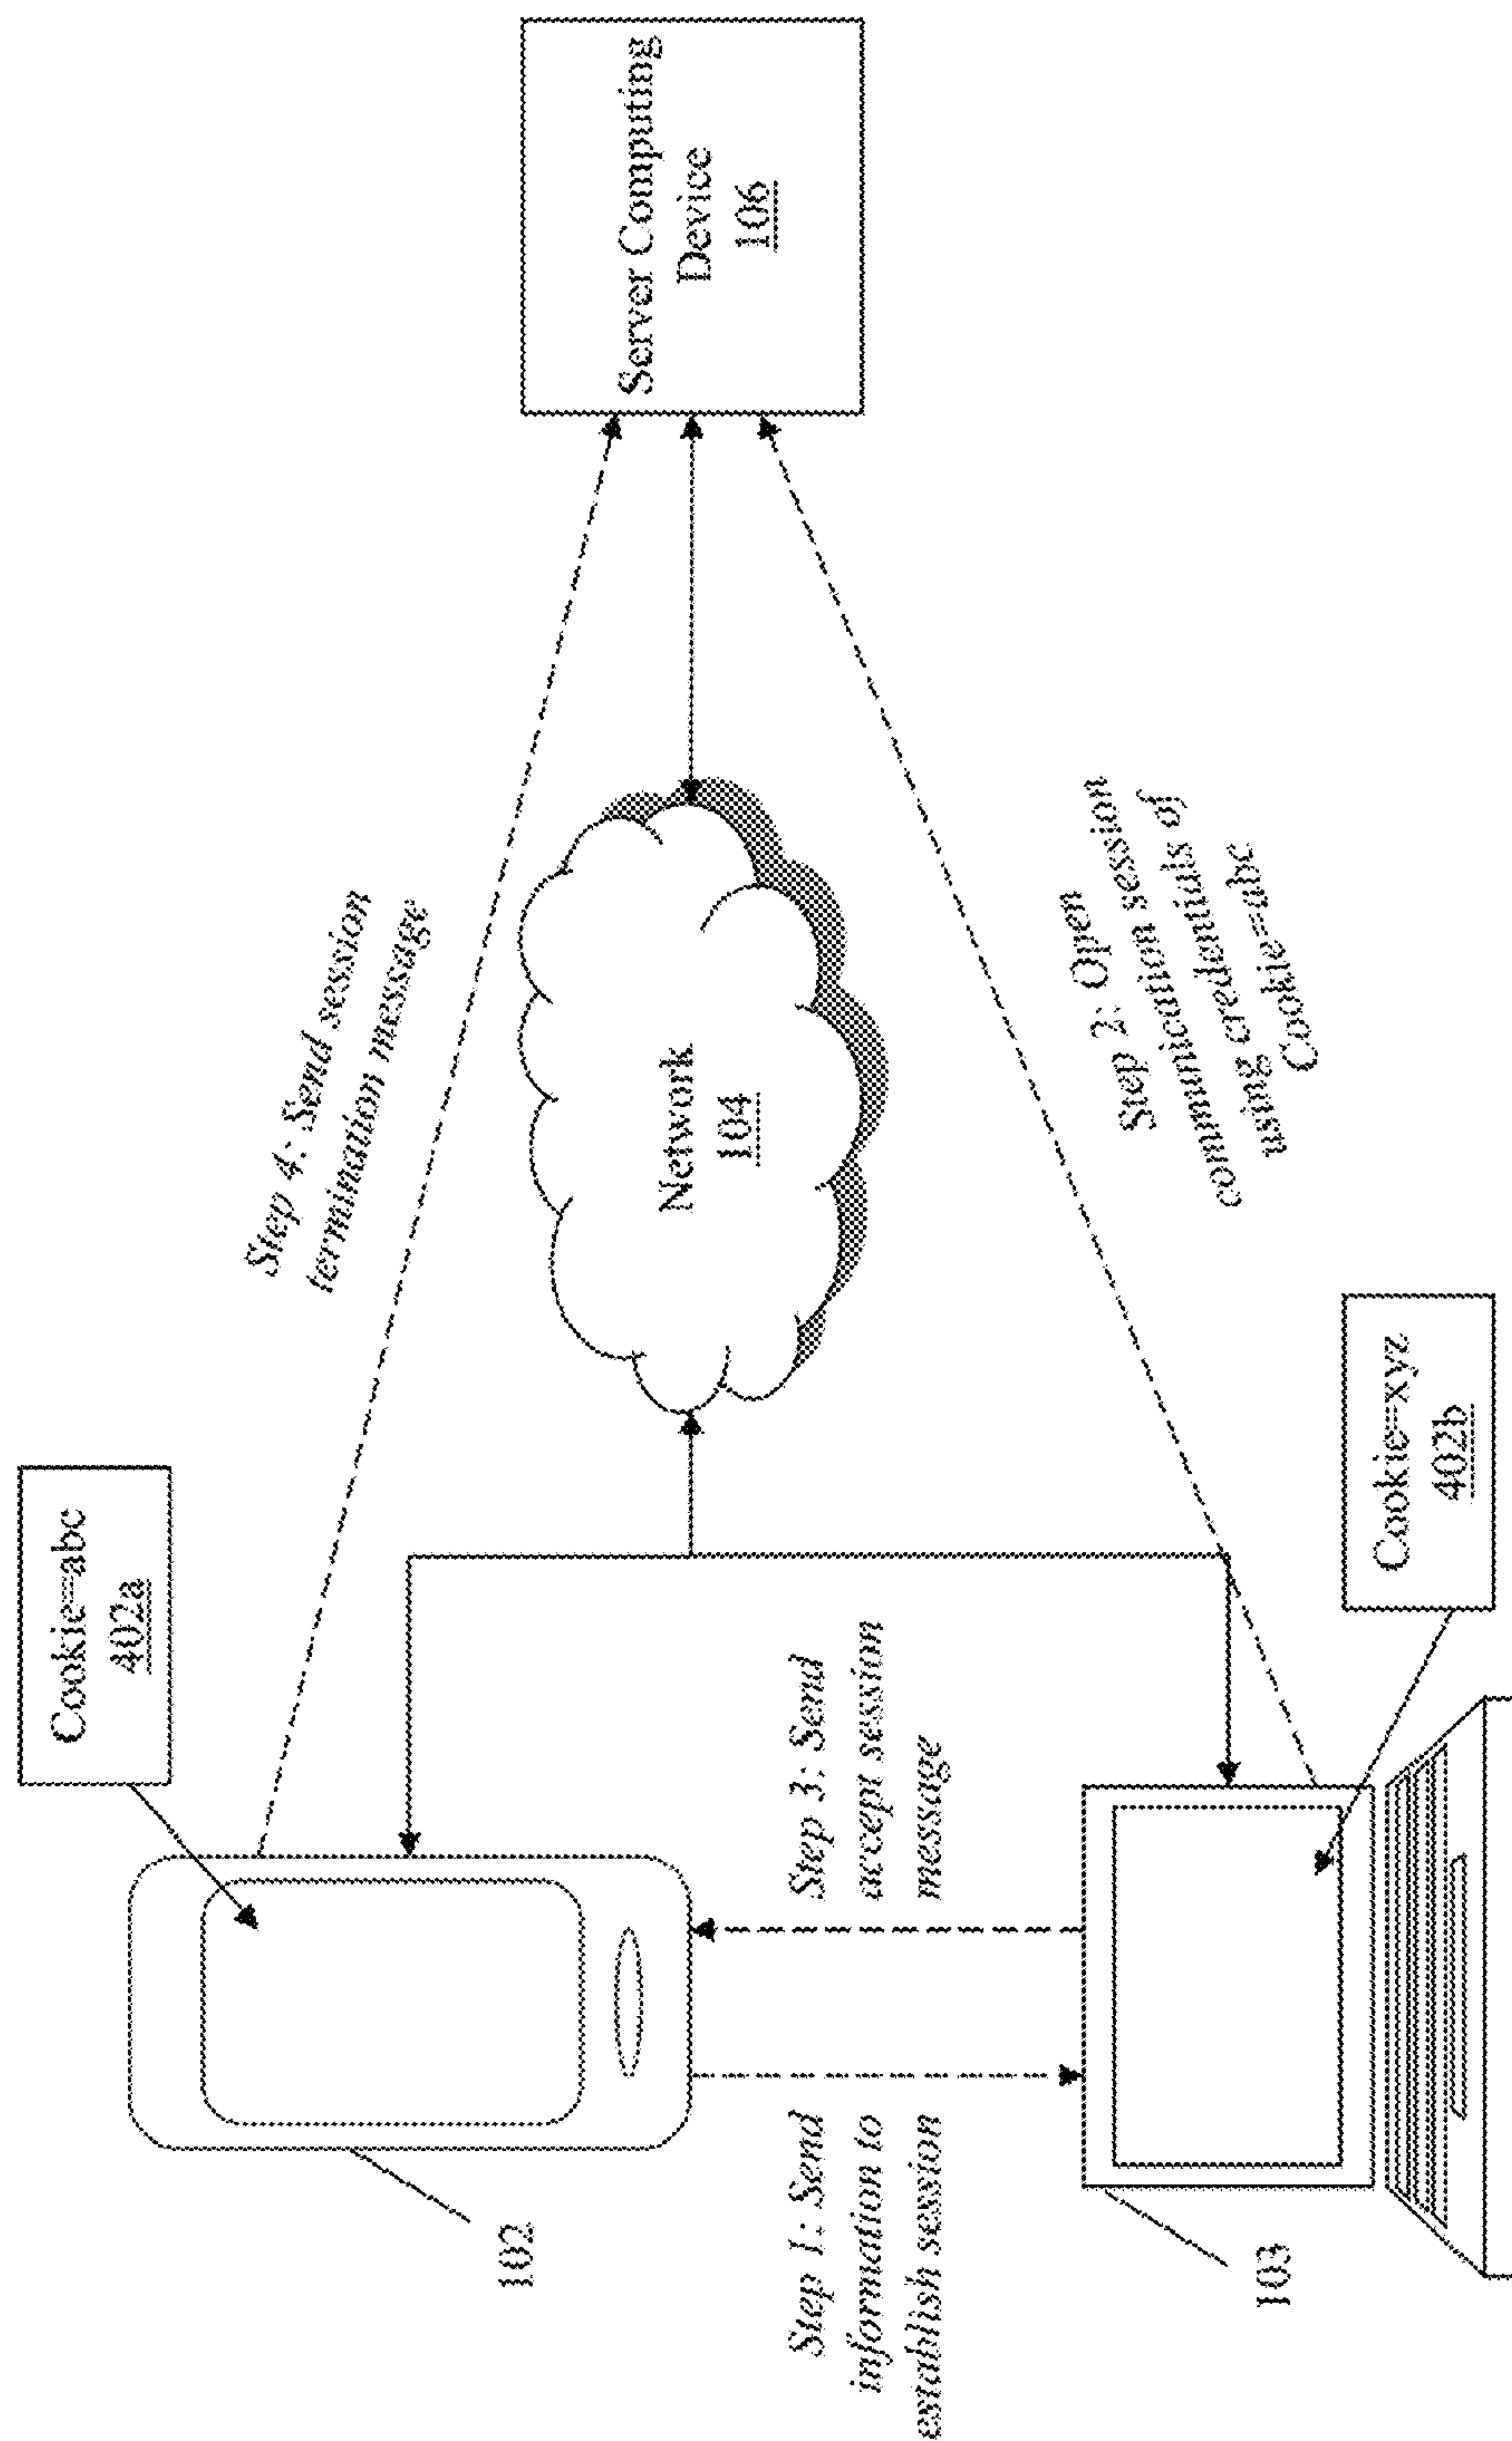 Cookie=abc
402a
Step 4: Send session
termination message
102
Network
104
Server Computing
Device
106
Step 1: Send
information to
establish session
Step 3: Send
accept session
message
Step 2: Open
communication session
using credentials of
Cookie=abc
103
Cookie=xyz
402b